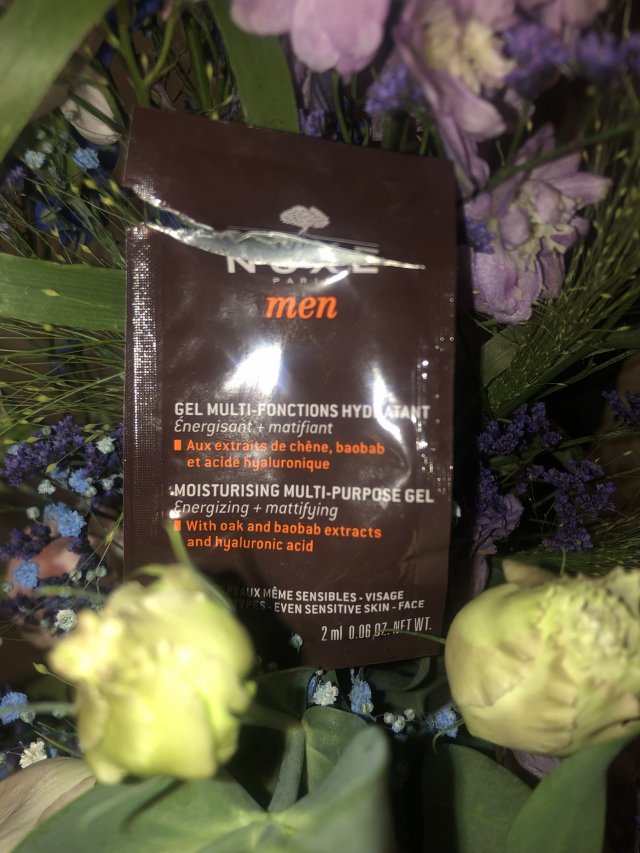 NUXE
PARIS
men
GEL MULTI-FONCTIONS HYDRATANT
Énergisant + matifiant
Aux extraits de chêne, baobab
et acide hyaluronique
MOISTURISING MULTI-PURPOSE GEL
Energizing + mattifying
With oak and baobab extracts
and hyaluronic acid
PEAUX MÊME SENSIBLES - VISAGE
TYPES - EVEN SENSITIVE SKIN - FACE
2 ml 0.06 OZ. NET WT.